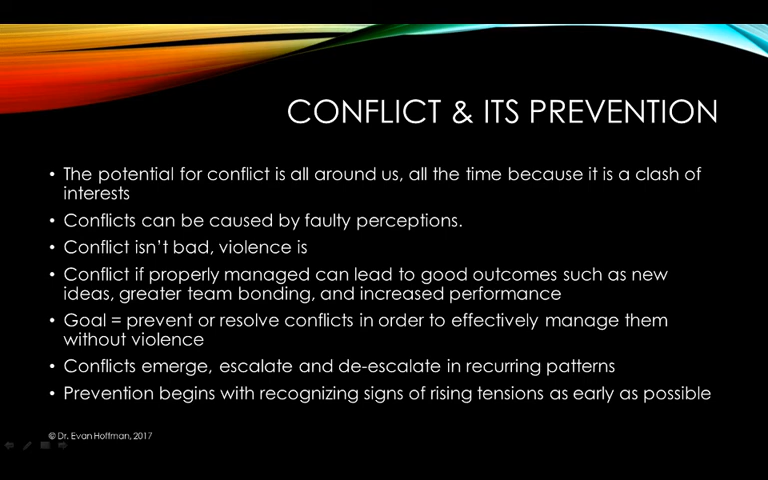 CONFLICT & ITS PREVENTION
• The potential for conflict is all around us, all the time because it is a clash of
interests
• Conflicts can be caused by faulty perceptions.
• Conflict isn't bad, violence is
• Conflict if properly managed can lead to good outcomes such as new
ideas, greater team bonding, and increased performance
• Goal = prevent or resolve conflicts in order to effectively manage them
without violence
• Conflicts emerge, escalate and de-escalate in recurring patterns
• Prevention begins with recognizing signs of rising tensions as early as possible
© Dr. Evan Hoffman, 2017